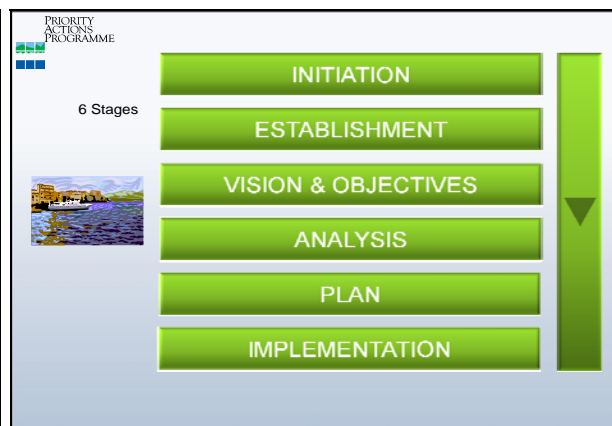 PRIORITY
ACTIONS
PROGRAMME
6 Stages
INITIATION
ESTABLISHMENT
VISION & OBJECTIVES
ANALYSIS
PLAN
IMPLEMENTATION